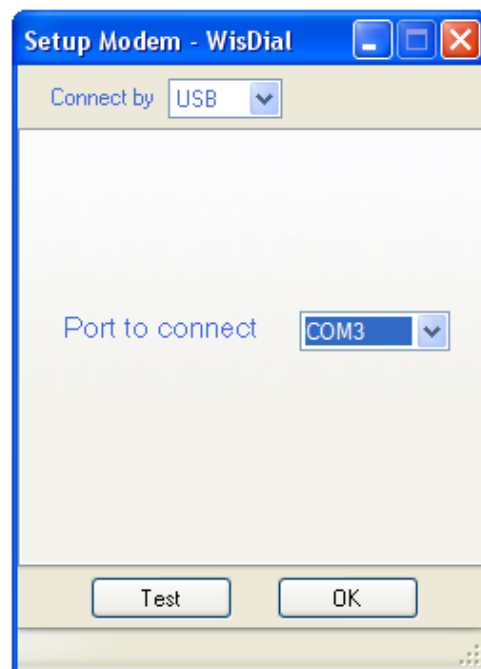 Setup Modem - WisDial
Connect by USB
Port to connect COM3
Test OK